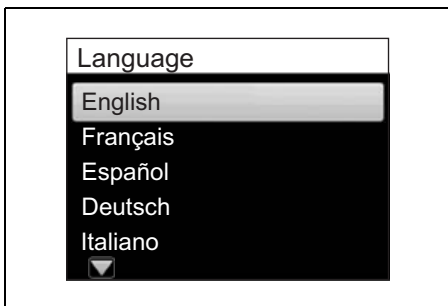 Language
English
Français
Español
Deutsch
Italiano